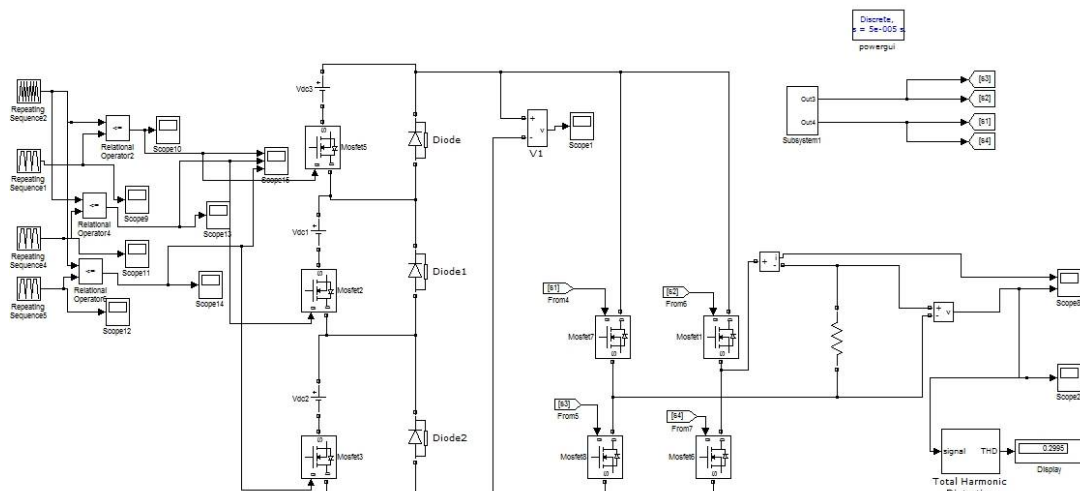 Discrete,
s = 5e-005 s.
powergui
Repeating
Sequence2
<=
Relational
Operator2
Scope10
Repeating
Sequence1
Scope9
<=
Relational
Operator4
Scope13
Repeating
Sequence4
Scope11
<=
Relational
Operator6
Scope14
Repeating
Sequence5
Scope12
Scope15
Vdc3
Mosfet5
Diode
Vdc1
Mosfet2
Diode1
Vdc2
Mosfet3
Diode2
+
-
v
V1
Scope1
Out3
Out4
Subsystem1
[s3]
[s2]
[s1]
[s4]
[s1]
From4
Mosfet7
[s2]
From6
Mosfet1
[s3]
From5
Mosfet8
[s4]
From7
Mosfet6
+
-
i
+
-
v
Scope2
signal
THD
0.2995
Display
Total Harmonic